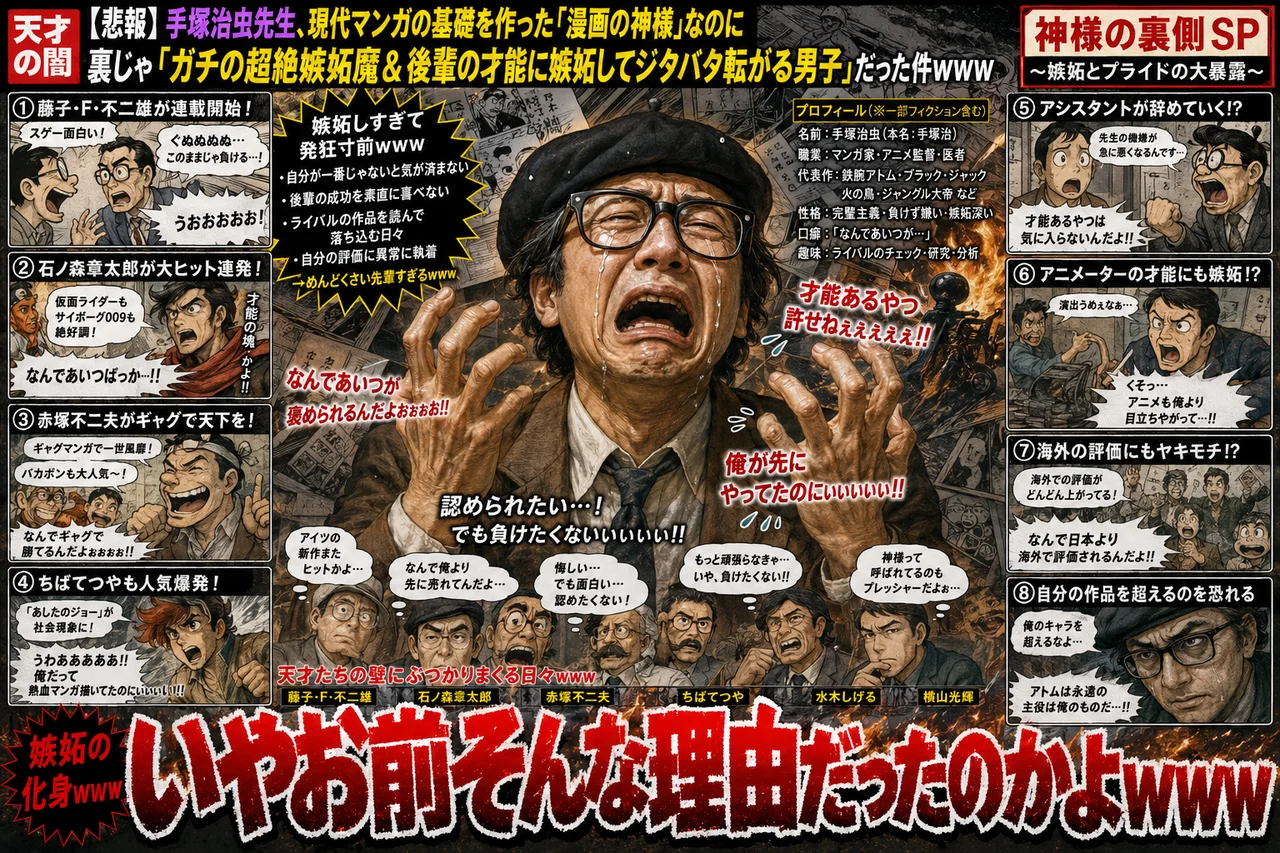 天才
の闇
【悲報】手塚治虫先生、現代マンガの基礎を作った「漫画の神様」なのに
裏じゃ「ガチの超絶嫉妬魔＆後輩の才能に嫉妬してジタバタ転がる男子」だった件www
神様の裏側SP
～嫉妬とプライドの大暴露～
①藤子・F・不二雄が連載開始！
スゲー面白い！
ぐぬぬぬぬ…
このままじゃ負ける…！
うおおおおお！
②石ノ森章太郎が大ヒット連発！
仮面ライダーも
サイボーグ009も
絶好調！
才能の塊かよ!!
なんであいつばっか…!!
③赤塚不二夫がギャグで天下を！
ギャグマンガで一世風靡！
バカボンも大人気～！
なんでギャグで
勝てるんだよぉぉぉぉ!!
④ちばてつやも人気爆発！
「あしたのジョー」が
社会現象に！
うわあああああ!!
俺だって
熱血マンガ描いてたのにぃぃぃぃ!!
嫉妬しすぎて
発狂寸前www
・自分が一番じゃないと気が済まない
・後輩の成功を素直に喜べない
・ライバルの作品を読んで
落ち込む日々
・自分の評価に異常に執着
→めんどくさい先輩すぎるwww
プロフィール（※一部フィクション含む）
名前：手塚治虫（本名：手塚治）
職業：マンガ家・アニメ監督・医者
代表作：鉄腕アトム・ブラック・ジャック
火の鳥・ジャングル大帝 など
性格：完璧主義・負けず嫌い・嫉妬深い
口癖：「なんであいつが…」
趣味：ライバルのチェック・研究・分析
才能あるやつ
許せねぇぇぇぇぇ!!
なんであいつが
褒められるんだよおぉぉお!!
俺が先に
やってたのにいぃぃぃぃ!!
認められたい…！
でも負けたくないぃぃぃぃ!!
アイツの
新作また
ヒットかよ…
なんで俺より
先に売れてんだよ…
悔しい…
でも面白い…
認めたくない！
もっと頑張らなきゃ…
いや、負けたくない!!
神様って
呼ばれてるのも
プレッシャーだよぉ…
天才たちの壁にぶつかりまくる日々www
藤子・F・不二雄
石ノ森章太郎
赤塚不二夫
ちばてつや
水木しげる
横山光輝
⑤アシスタントが辞めていく!?
先生の機嫌が
急に悪くなるんです…
才能あるやつは
気に入らないんだよ!!
⑥アニメーターの才能にも嫉妬!?
演出うめぇなぁ…
くそっ…
アニメも俺より
目立ちやがって…!!
⑦海外の評価にもヤキモチ!?
海外での評価が
どんどん上がってる！
なんで日本より
海外で評価されるんだよ!!
⑧自分の作品を超えるのを恐れる
俺のキャラを
超えるなよ…
アトムは永遠の
主役は俺のものだ…!!
嫉妬の
化身www
いやお前そんな理由だったのかよwww